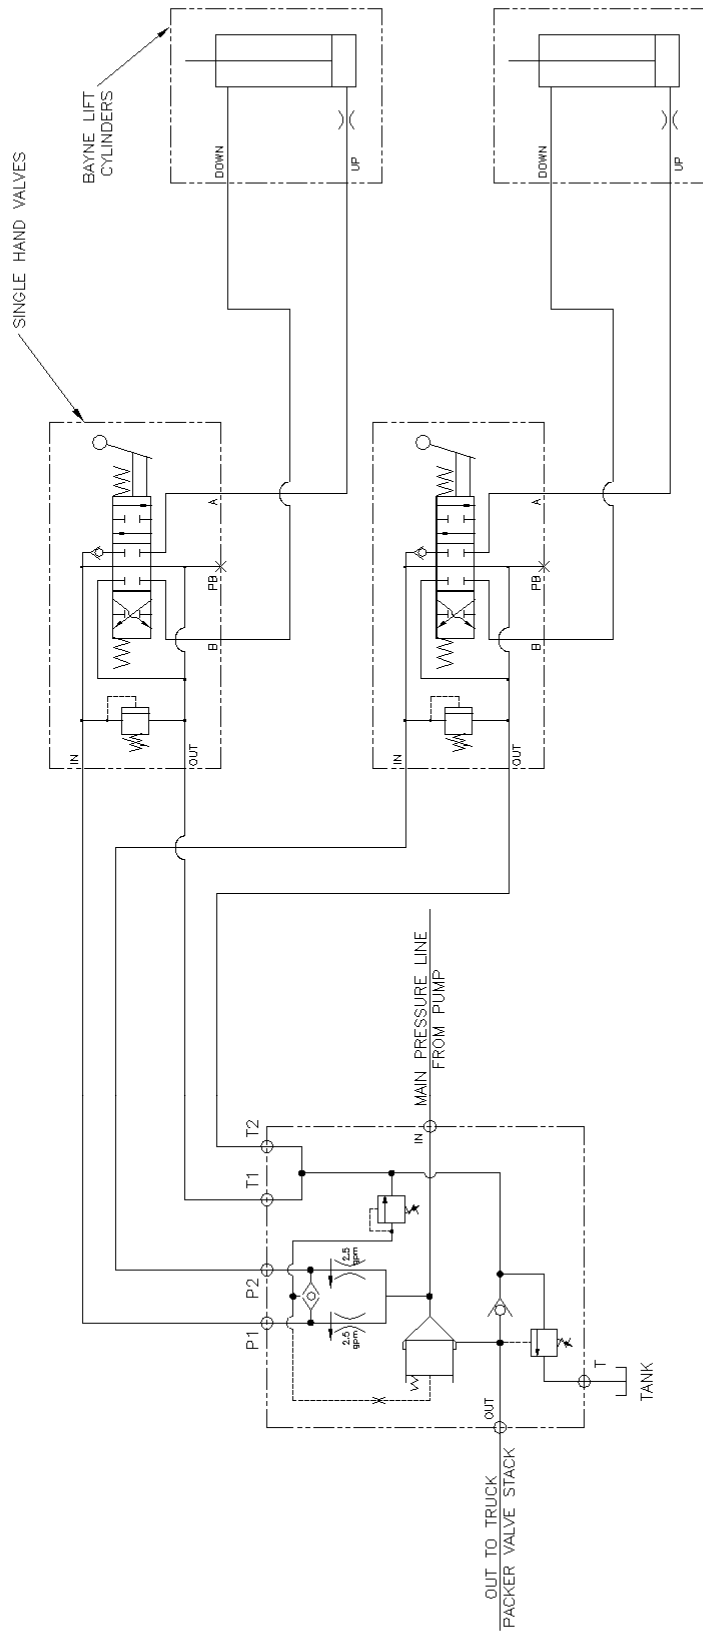 BAYNE LIFT
CYLINDERS
SINGLE HAND VALVES
DOWN
UP
DOWN
UP
A
PB
B
IN
OUT
A
PB
B
IN
OUT
MAIN PRESSURE LINE
FROM PUMP
IN
T2
T1
P2
P1
2.5
gpm
2.5
gpm
OUT
T
TANK
OUT TO TRUCK
PACKER VALVE STACK